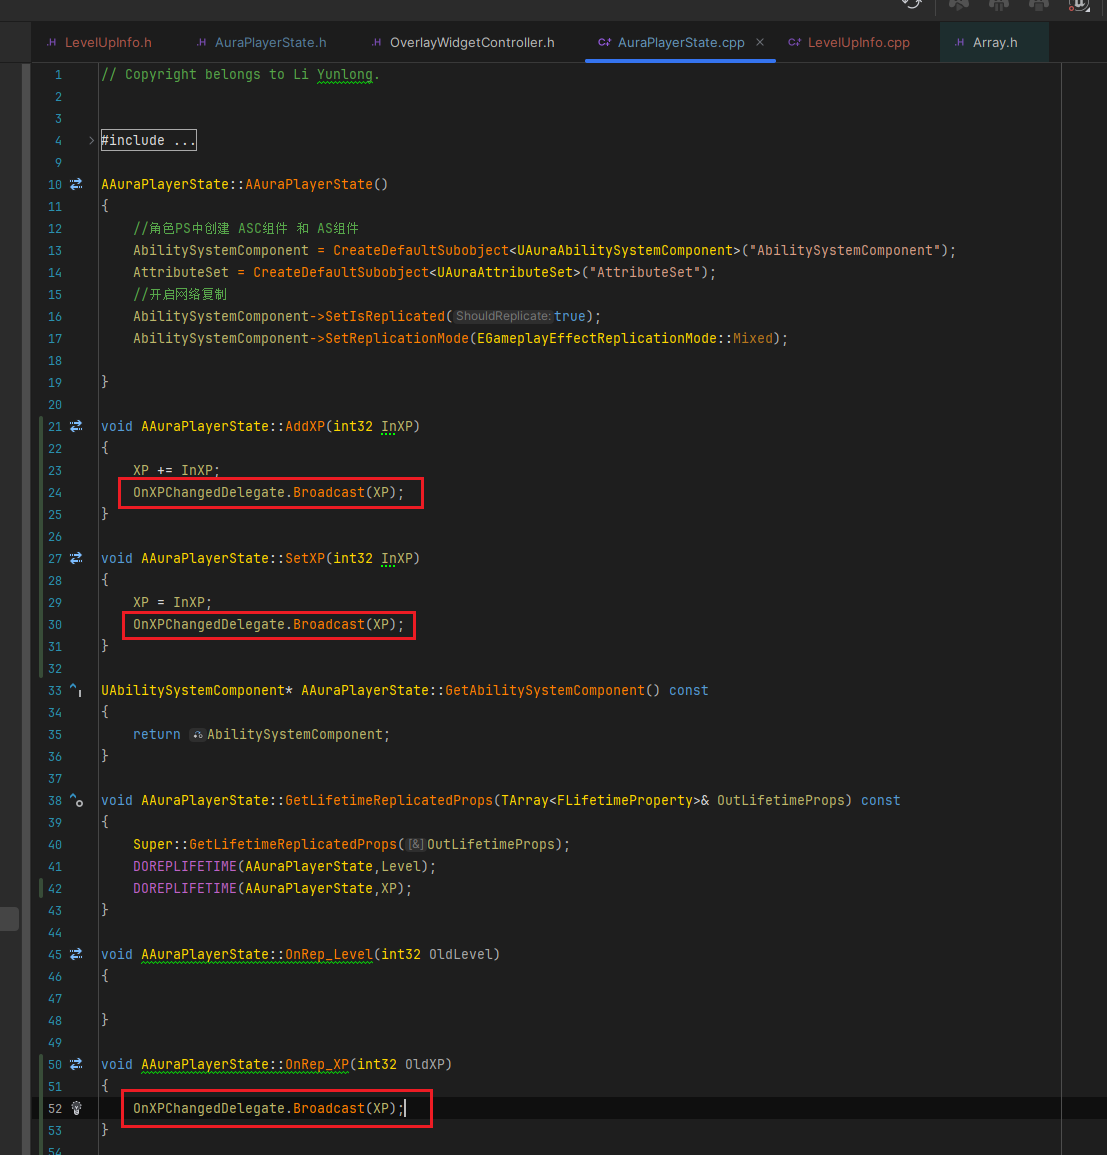 .H LevelUpInfo.h .H AuraPlayerState.h .H OverlayWidgetController.h C+ AuraPlayerState.cpp × C+ LevelUpInfo.cpp .H Array.h
1 // Copyright belongs to Li Yunlong.
2
3
4 #include ...
9
10 AAuraPlayerState::AAuraPlayerState()
11 {
12 //角色PS中创建 ASC组件 和 AS组件
13 AbilitySystemComponent = CreateDefaultSubobject<UAuraAbilitySystemComponent>("AbilitySystemComponent");
14 AttributeSet = CreateDefaultSubobject<UAuraAttributeSet>("AttributeSet");
15 //开启网络复制
16 AbilitySystemComponent->SetIsReplicated(ShouldReplicate:true);
17 AbilitySystemComponent->SetReplicationMode(EGameplayEffectReplicationMode::Mixed);
18
19 }
20
21 void AAuraPlayerState::AddXP(int32 InXP)
22 {
23 XP += InXP;
24 OnXPChangedDelegate.Broadcast(XP);
25 }
26
27 void AAuraPlayerState::SetXP(int32 InXP)
28 {
29 XP = InXP;
30 OnXPChangedDelegate.Broadcast(XP);
31 }
32
33 UAbilitySystemComponent* AAuraPlayerState::GetAbilitySystemComponent() const
34 {
35 return AbilitySystemComponent;
36 }
37
38 void AAuraPlayerState::GetLifetimeReplicatedProps(TArray<FLifetimeProperty>& OutLifetimeProps) const
39 {
40 Super::GetLifetimeReplicatedProps([&]OutLifetimeProps);
41 DOREPLIFETIME(AAuraPlayerState,Level);
42 DOREPLIFETIME(AAuraPlayerState,XP);
43 }
44
45 void AAuraPlayerState::OnRep_Level(int32 OldLevel)
46 {
47
48 }
49
50 void AAuraPlayerState::OnRep_XP(int32 OldXP)
51 {
52 OnXPChangedDelegate.Broadcast(XP);
53 }
54